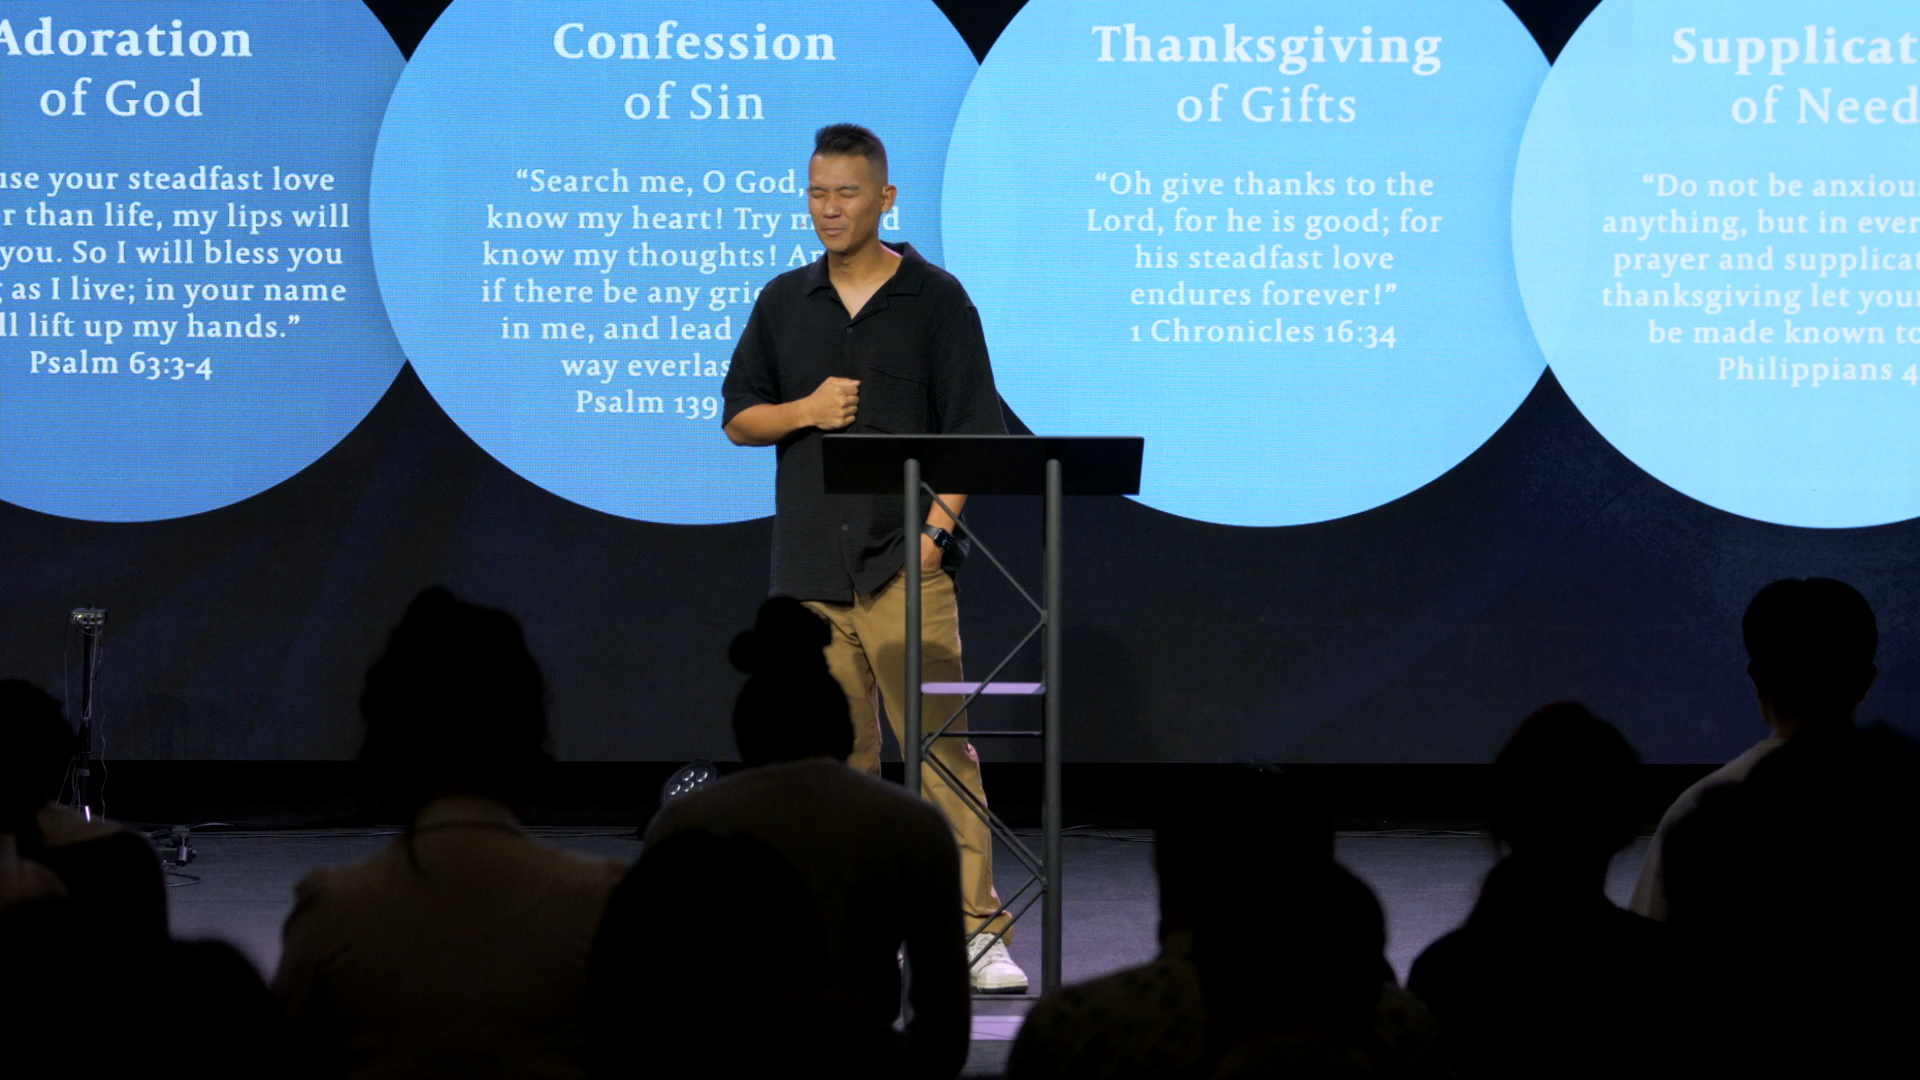 Adoration
of God
use your steadfast love
than life, my lips will
you. So I will bless you
as I live; in your name
lift up my hands.”
Psalm 63:3-4
Confession
of Sin
“Search me, O God,
know my heart! Try
know my thoughts!
if there be any
in me, and lead
way
Psalm 139
Thanksgiving
of Gifts
“Oh give thanks to the
Lord, for he is good; for
his steadfast love
endures forever!”
1 Chronicles 16:34
Supplicat
of Need
“Do not be anxiou
anything, but in ever
prayer and supplicat
thanksgiving let your
be made known to
Philippians 4